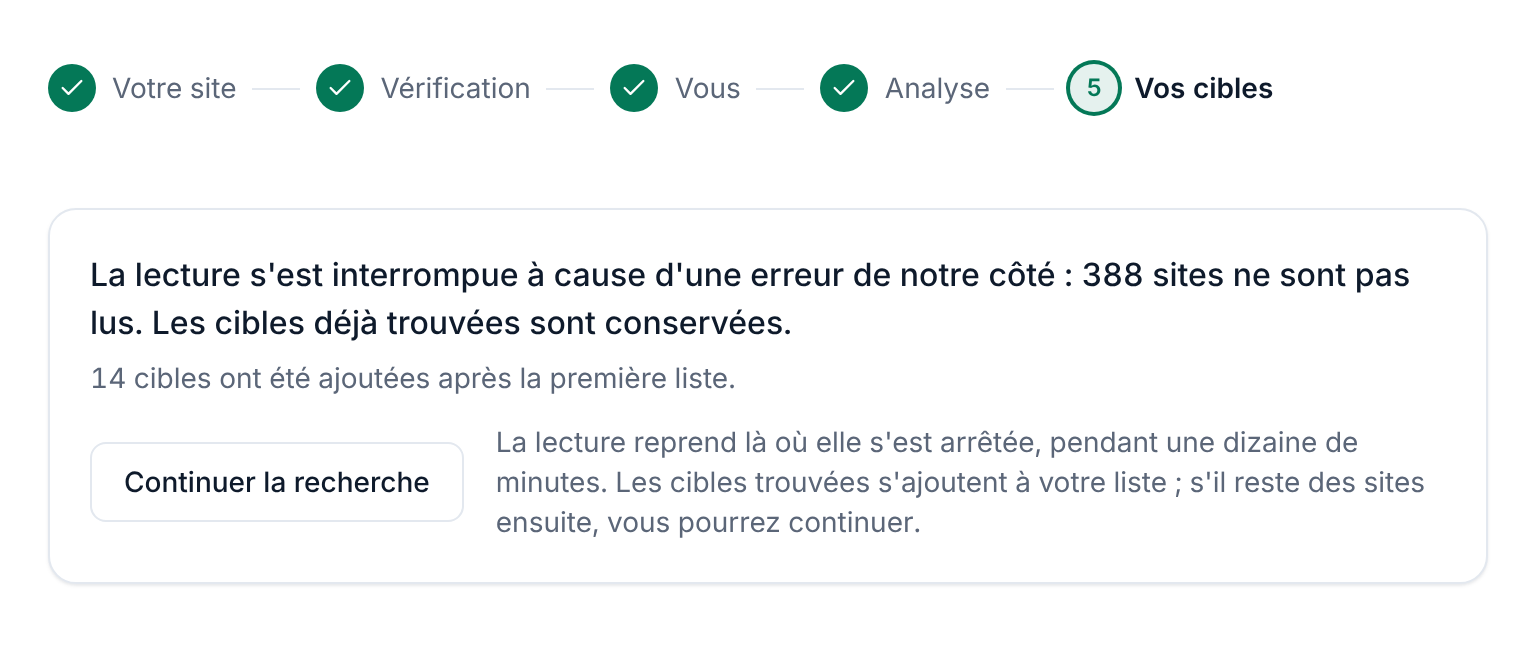 Votre site
Vérification
Vous
Analyse
5
Vos cibles
La lecture s'est interrompue à cause d'une erreur de notre côté : 388 sites ne sont pas
lus. Les cibles déjà trouvées sont conservées.
14 cibles ont été ajoutées après la première liste.
Continuer la recherche
La lecture reprend là où elle s'est arrêtée, pendant une dizaine de
minutes. Les cibles trouvées s'ajoutent à votre liste ; s'il reste des sites
ensuite, vous pourrez continuer.